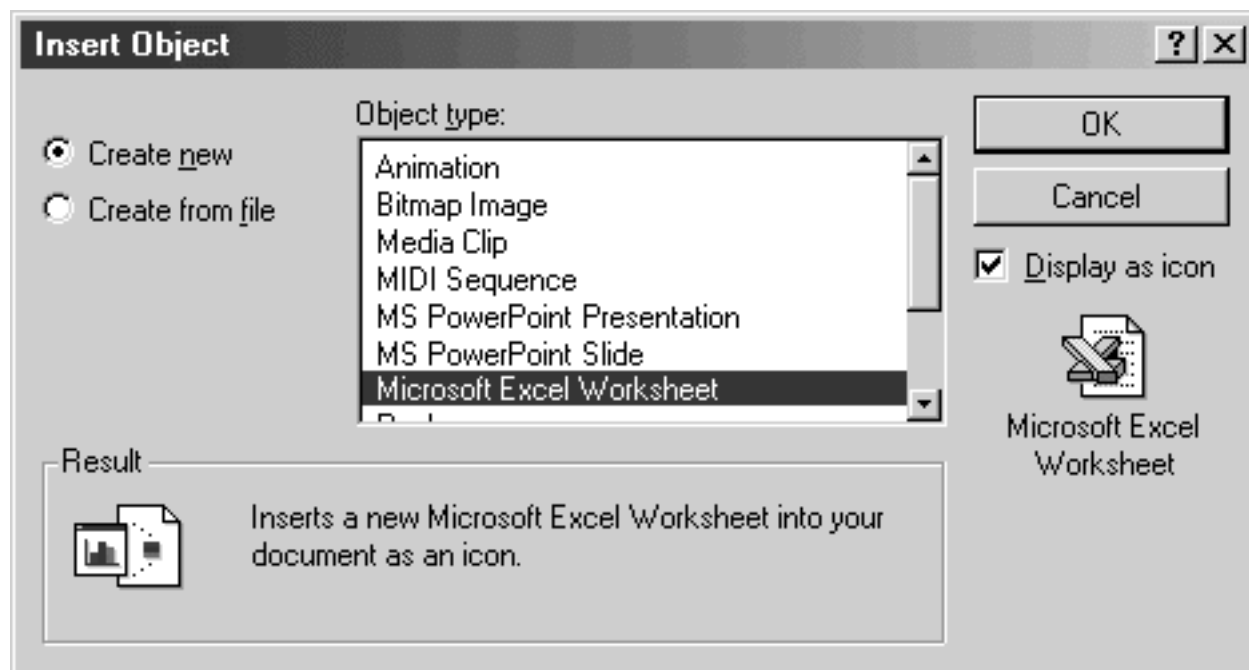 Insert Object
Create new
Create from file
Object type:
Animation
Bitmap Image
Media Clip
MIDI Sequence
MS PowerPoint Presentation
MS PowerPoint Slide
Microsoft Excel Worksheet
OK
Cancel
Display as icon
Microsoft Excel
Worksheet
Result
Inserts a new Microsoft Excel Worksheet into your
document as an icon.